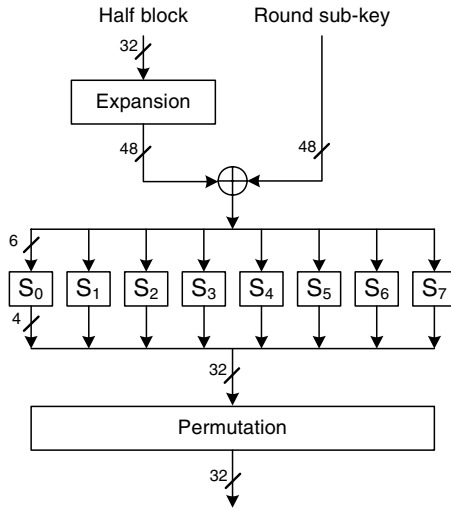 Half block Round sub-key
32
Expansion
48 48
6
S0 S1 S2 S3 S4 S5 S6 S7
4
32
Permutation
32